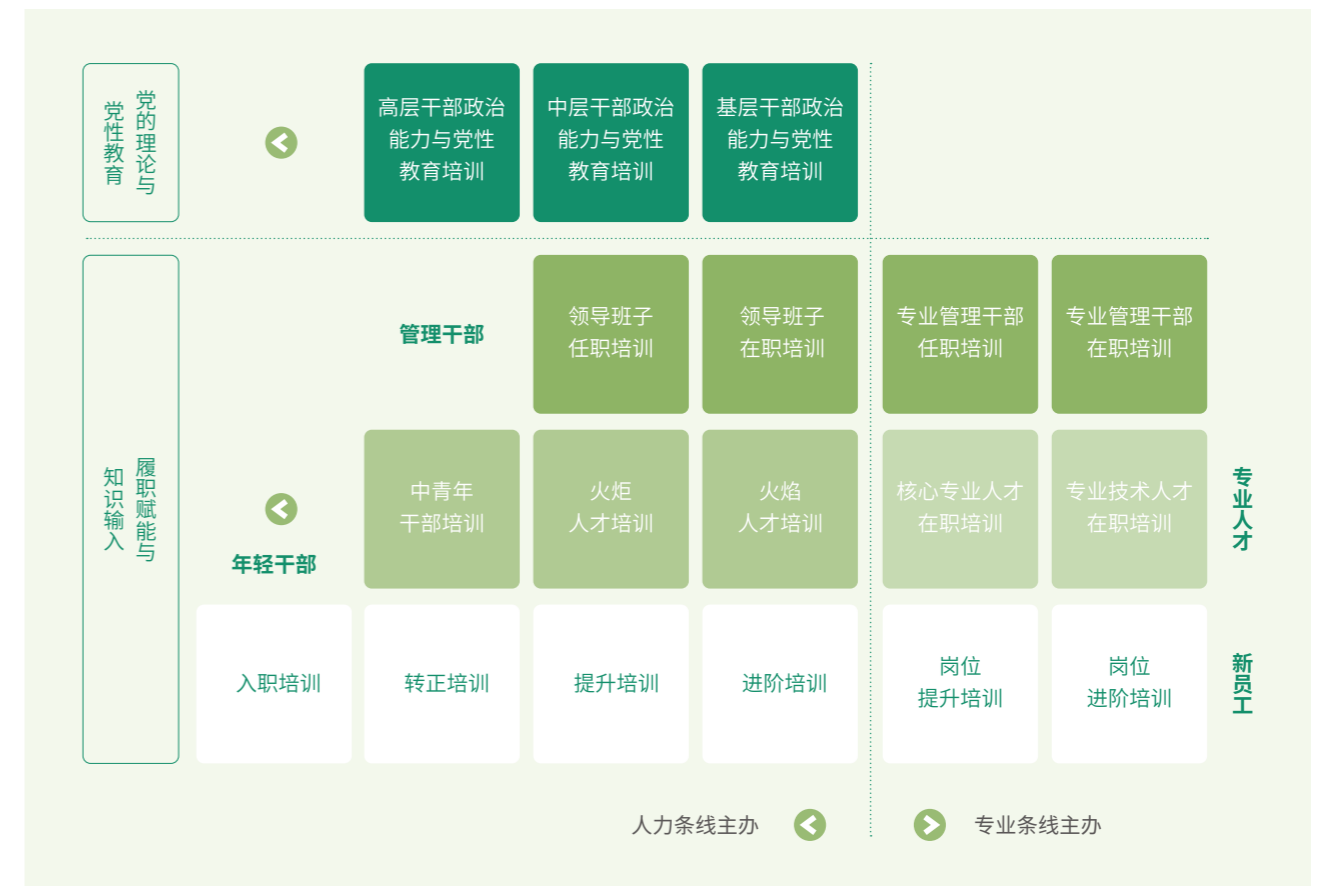 党的理论与
党性教育
高层干部政治
能力与党性
教育培训
中层干部政治
能力与党性
教育培训
基层干部政治
能力与党性
教育培训
履职赋能与
知识输入
管理干部
领导班子
任职培训
领导班子
在职培训
专业管理干部
任职培训
专业管理干部
在职培训
年轻干部
中青年
干部培训
火炬
人才培训
火焰
人才培训
核心专业人才
在职培训
专业技术人才
在职培训
专业人才
入职培训
转正培训
提升培训
进阶培训
岗位
提升培训
岗位
进阶培训
新员工
人力条线主办
专业条线主办